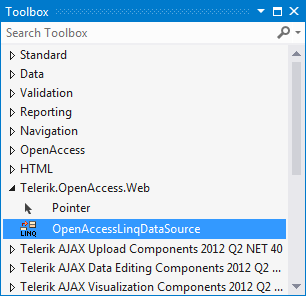 Toolbox
Search Toolbox
Standard
Data
Validation
Reporting
Navigation
OpenAccess
HTML
Telerik.OpenAccess.Web
Pointer
LINQ OpenAccessLinqDataSource
Telerik AJAX Upload Components 2012 Q2 NET 40
Telerik AJAX Data Editing Components 2012 Q2 ...
Telerik AJAX Visualization Components 2012 Q2 ...